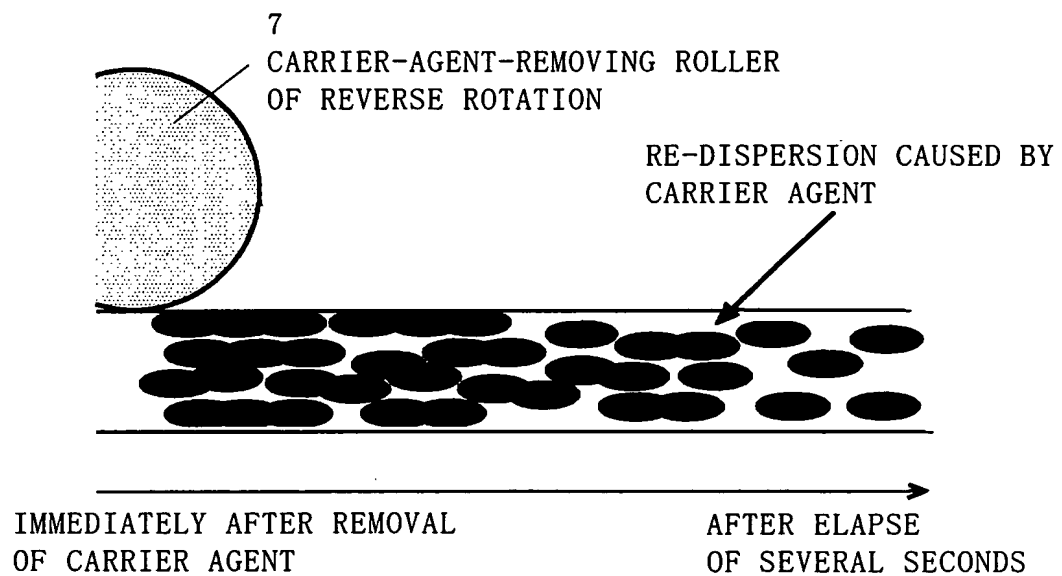 7
CARRIER-AGENT-REMOVING ROLLER
OF REVERSE ROTATION
RE-DISPERSION CAUSED BY
CARRIER AGENT
IMMEDIATELY AFTER REMOVAL
OF CARRIER AGENT
AFTER ELAPSE
OF SEVERAL SECONDS